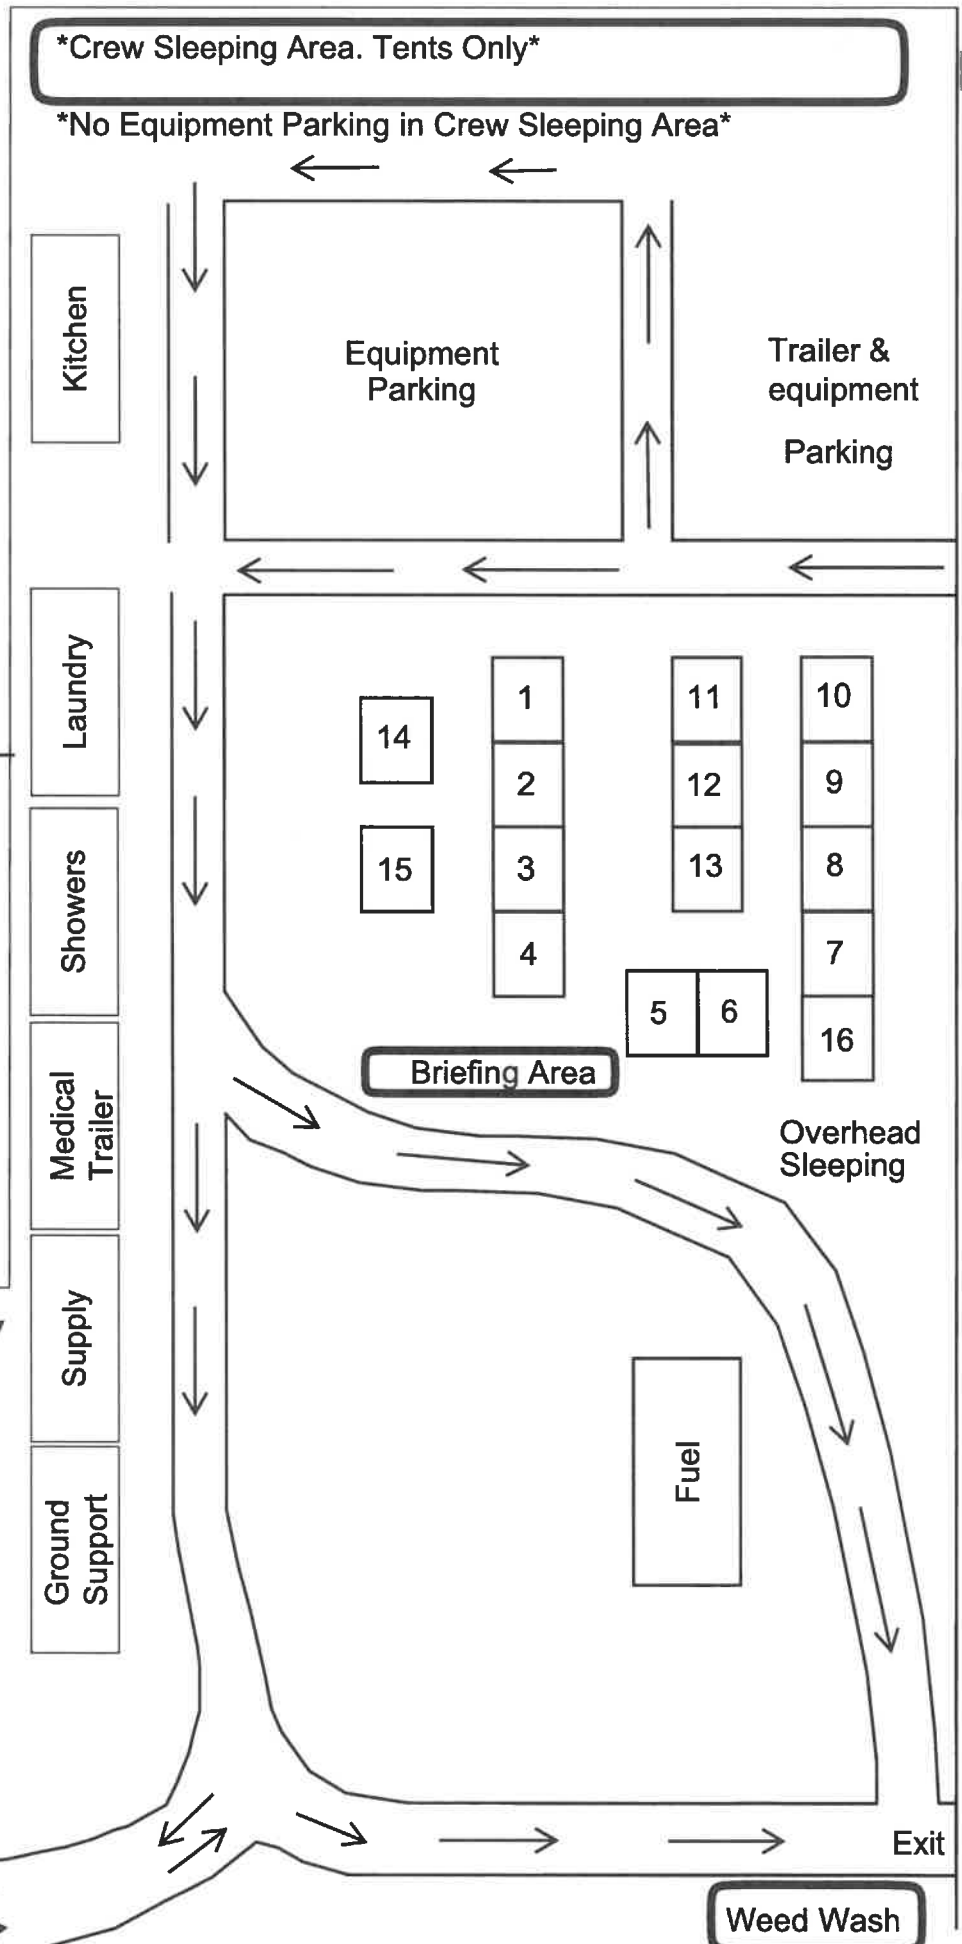 *Crew Sleeping Area. Tents Only*
*No Equipment Parking in Crew Sleeping Area*
Kitchen
Equipment
Parking
Trailer &
equipment
Parking
Laundry
Showers
Medical
Trailer
Supply
Ground
Support
14
15
1
2
3
4
11
12
13
10
9
8
7
16
5
6
Briefing Area
Overhead
Sleeping
Fuel
Exit
Weed Wash